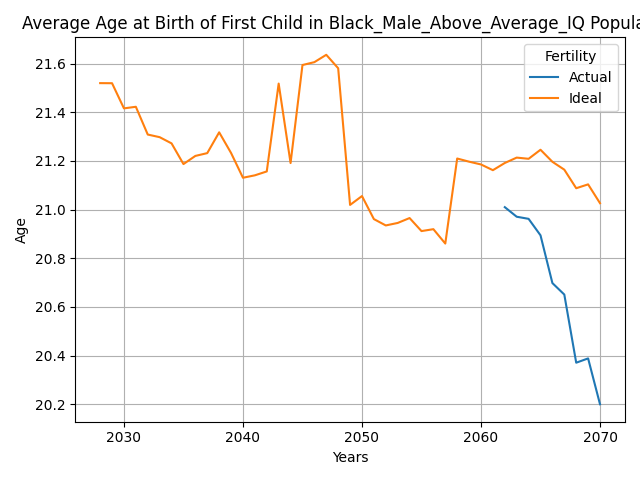 Average Age at Birth of First Child in Black_Male_Above_Average_IQ Popula
Fertility
Actual
Ideal
21.6
21.4
21.2
21.0
20.8
20.6
20.4
20.2
Age
2030 2040 2050 2060 2070
Years